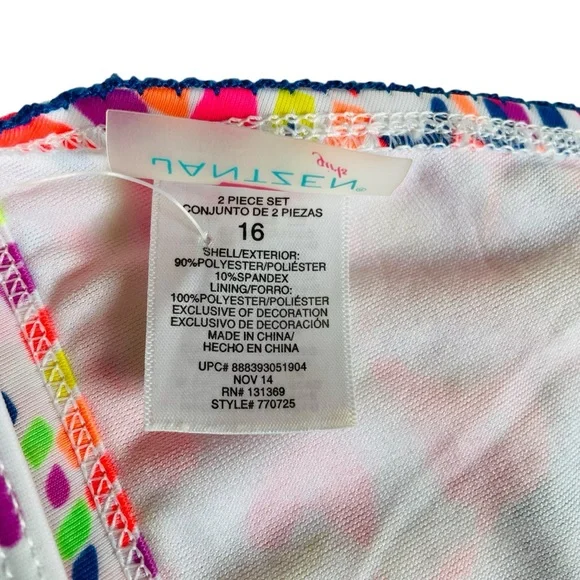 girls
JANTZEN®
2 PIECE SET
CONJUNTO DE 2 PIEZAS
16
SHELL/EXTERIOR:
90%POLYESTER/POLIÉSTER
10%SPANDEX
LINING/FORRO:
100%POLYESTER/POLIÉSTER
EXCLUSIVE OF DECORATION
EXCLUSIVO DE DECORACIÓN
MADE IN CHINA/
HECHO EN CHINA
UPC# 888393051904
NOV 14
RN# 131369
STYLE# 770725